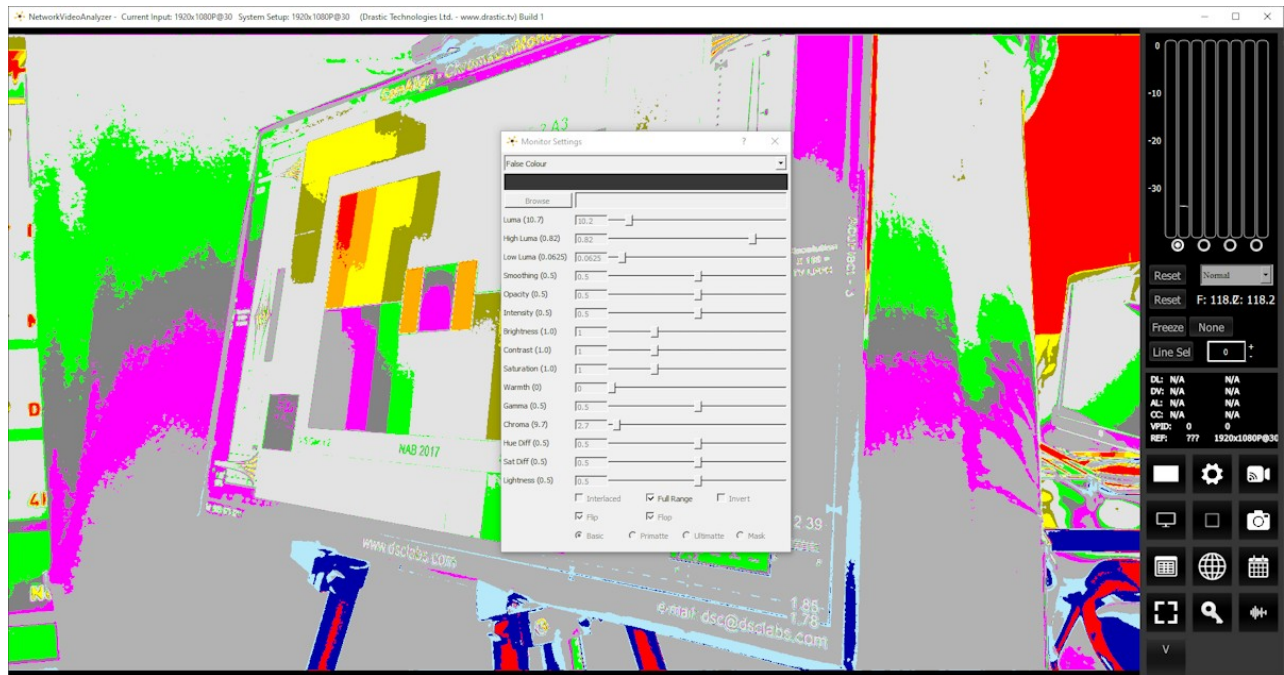 NetworkVideoAnalyzer - Current Input: 1920x1080P@30 System Setup: 1920x1080P@30 (Drastic Technologies Ltd. - www.drastic.tv) Build 1
Monitor Settings ?
False Colour
Browse
Luma (10.7) 10.2
High Luma (0.82) 0.82
Low Luma (0.0625) 0.0625
Smoothing (0.5) 0.5
Opacity (0.5) 0.5
Intensity (0.5) 0.5
Brightness (1.0) 1
Contrast (1.0) 1
Saturation (1.0) 1
Warmth (0) 0
Gamma (0.5) 0.5
Chroma (9.7) 2.7
Hue Diff (0.5) 0.5
Sat Diff (0.5) 0.5
Lightness (0.5) 0.5
Interlaced Full Range Invert
Flip Flop
Basic Primatte Ultimatte Mask
NAB 2017
www.dsclabs.com
e-mail: dsc@dsclabs.com
2.39
1.85
1.78
D
0
-10
-20
-30
Reset Normal
Reset F: 118.2: 118.2
Freeze None
Line Sel 0 + -
DL: N/A N/A
DV: N/A N/A
AL: N/A N/A
CC: N/A N/A
VPID: 0 0
REF: ??? 1920x1080P@30
V